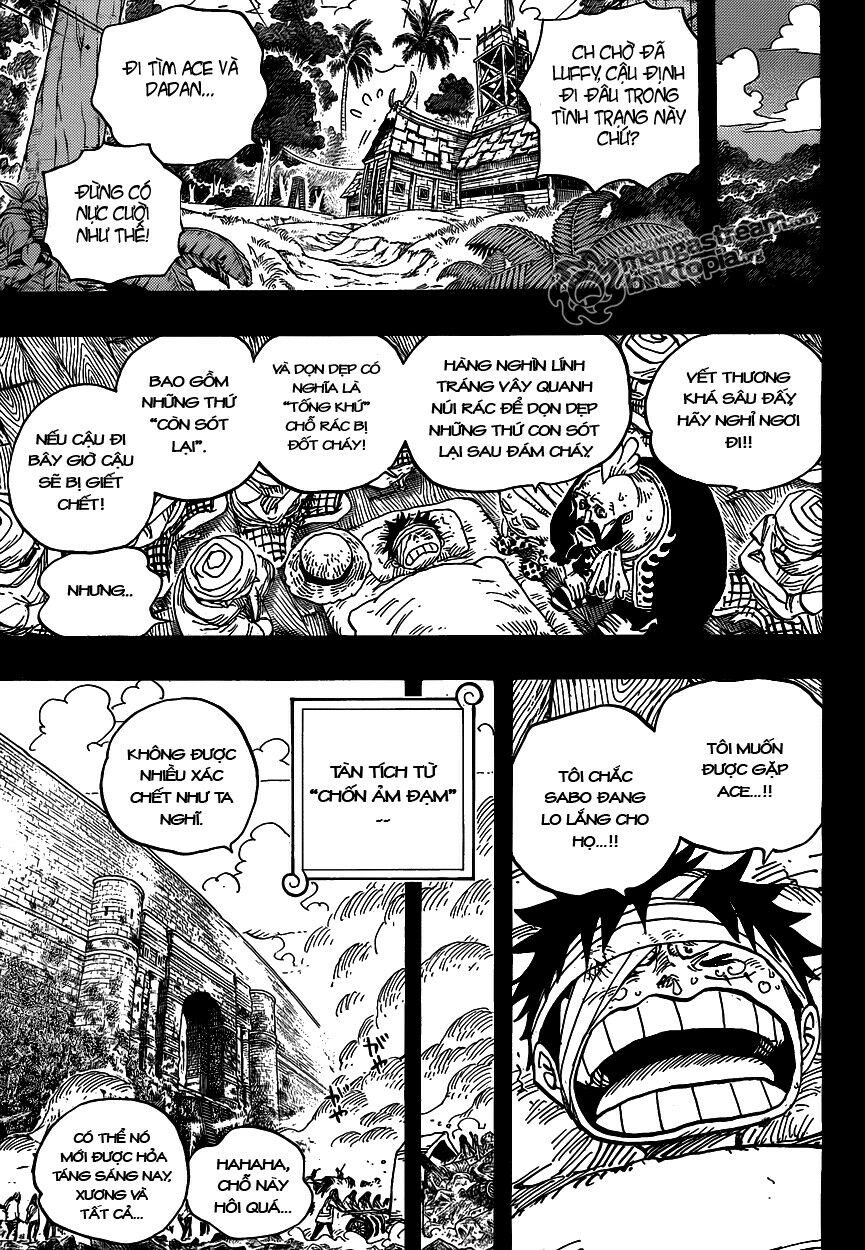 CH CHỜ ĐÃ
LUFFY, CẬU ĐỊNH
ĐI ĐÂU TRONG
TÌNH TRẠNG NÀY
CHỨ?
ĐI TÌM ACE VÀ
DADAN...
ĐỪNG CÓ
NỰC CƯỜI
NHƯ THẾ!
mangastream.com
binktopia
VẾT THƯƠNG
KHÁ SÂU ĐẤY,
HÃY NGHỈ NGƠI
ĐI!!
HÀNG NGHÌN LÍNH
TRÁNG VÂY QUANH
NÚI RÁC ĐỂ DỌN DẸP
NHỮNG THỨ CON SÓT
LẠI SAU ĐÁM CHÁY.
VÀ DỌN DẸP CÓ
NGHĨA LÀ
"TỐNG KHỨ"
CHỖ RÁC BỊ
ĐỐT CHÁY!
BAO GỒM
NHỮNG THỨ
"CÒN SÓT
LẠI".
NẾU CẬU ĐI
BÂY GIỜ CẬU
SẼ BỊ GIẾT
CHẾT!
NHƯNG..
TÔI MUỐN
ĐƯỢC GẶP
ACE...!!
TÔI CHẮC
SABO ĐANG
LO LẮNG CHO
HỌ...!!
TÀN TÍCH TỪ
"CHỐN ẢM ĐẠM"
--
KHÔNG ĐƯỢC
NHIỀU XÁC
CHẾT NHƯ TA
NGHĨ.
HAHAHA,
CHỖ NÀY
HÔI QUÁ...
CÓ THỂ NÓ
MỚI ĐƯỢC HỎA
TÁNG SÁNG NAY,
XƯƠNG VÀ
TẤT CẢ...